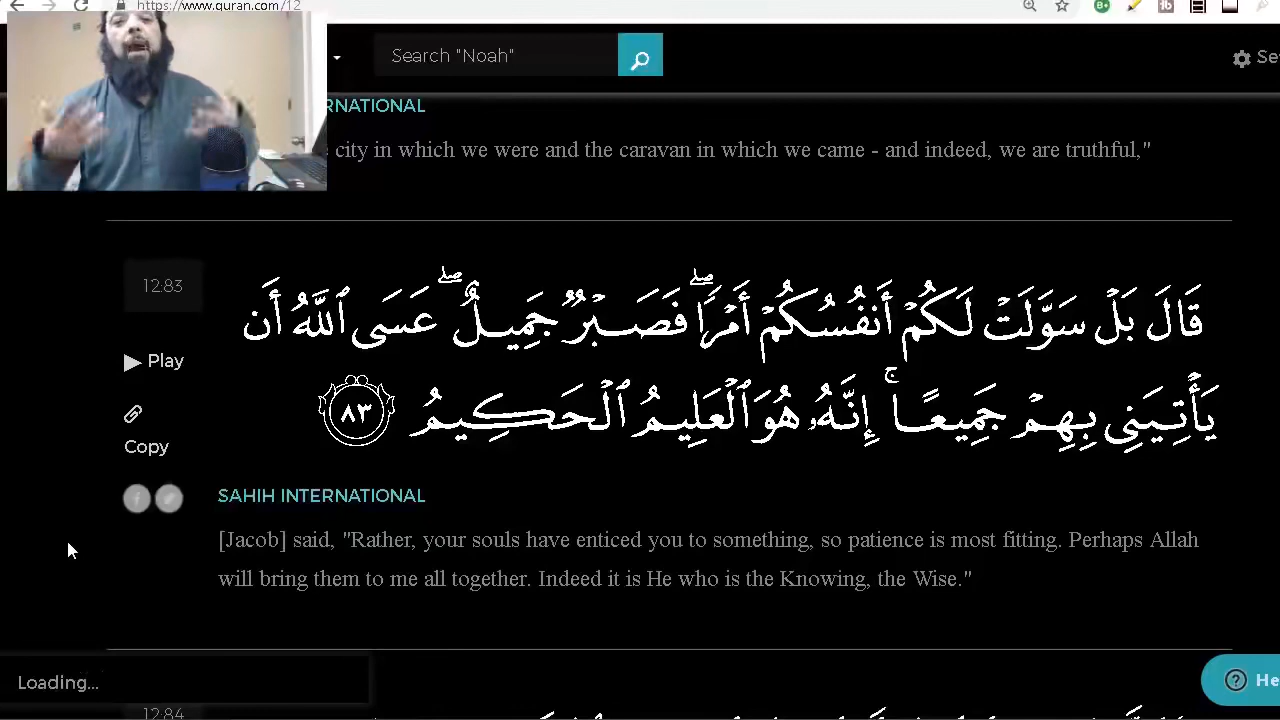 https://www.quran.com/12
Search "Noah"
RNATIONAL
city in which we were and the caravan in which we came - and indeed, we are truthful,"
12:83
قَالَ بَلْ سَوَّلَتْ لَكُمْ أَنفُسُكُمْ أَمْرًا ۖ فَصَبْرٌ جَمِيلٌ ۖ عَسَى ٱللَّهُ أَن
يَأْتِيَنِى بِهِمْ جَمِيعًا ۚ إِنَّهُۥ هُوَ ٱلْعَلِيمُ ٱلْحَكِيمُ ٨٣
Play
Copy
SAHIH INTERNATIONAL
[Jacob] said, "Rather, your souls have enticed you to something, so patience is most fitting. Perhaps Allah
will bring them to me all together. Indeed it is He who is the Knowing, the Wise."
Loading...
He
12:84